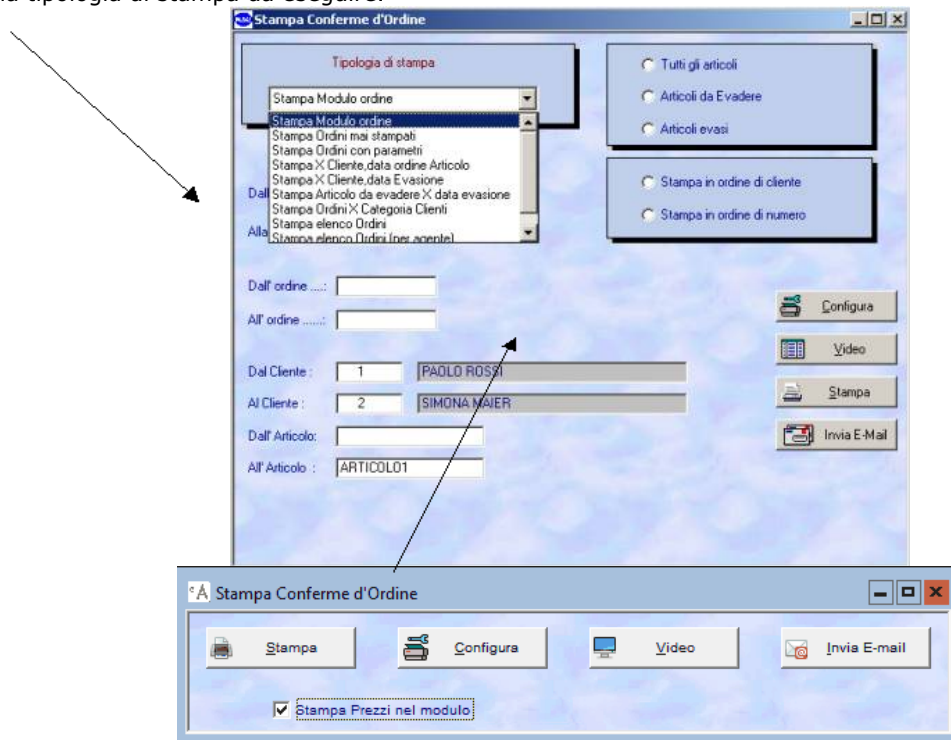 la tipologia di stampa da eseguire.
Stampa Conferme d'Ordine
Tipologia di stampa
Stampa Modulo ordine
Stampa Modulo ordine
Stampa Ordini mai stampati
Stampa Ordini con parametri
Stampa X Cliente,data ordine Articolo
Stampa X Cliente,data Evasione
Stampa Articolo da evadere X data evasione
Stampa Ordini X Categoria Clienti
Stampa elenco Ordini
Stampa elenco Ordini (per agente)
Tutti gli articoli
Articoli da Evadere
Articoli evasi
Stampa in ordine di cliente
Stampa in ordine di numero
Dall
Alla
Dall' ordine ....:
All' ordine ......:
Dal Cliente : 1 PAOLO ROSSI
Al Cliente : 2 SIMONA MAIER
Dall' Articolo:
All' Articolo : ARTICOLO1
Configura
Video
Stampa
Invia E-Mail
Stampa Conferme d'Ordine
Stampa Configura Video Invia E-mail
Stampa Prezzi nel modulo